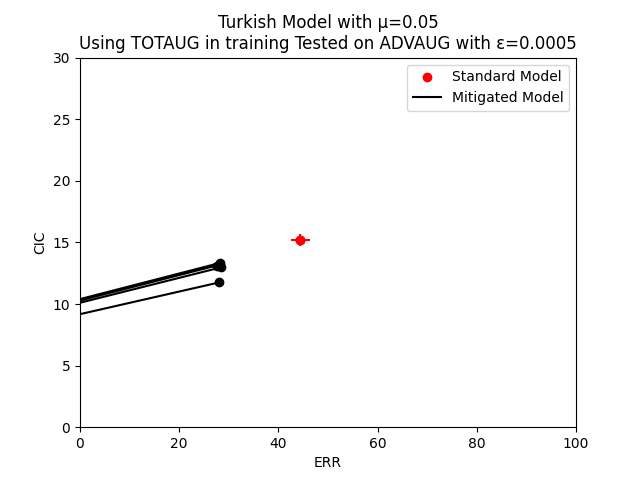 Turkish Model with μ=0.05
Using TOTAUG in training Tested on ADVAUG with ε=0.0005
30
25
20
15
10
5
0
CIC
Standard Model
Mitigated Model
0 20 40 60 80 100
ERR